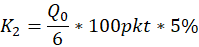 K₂ = Q₀/6 * 100pkt * 5%